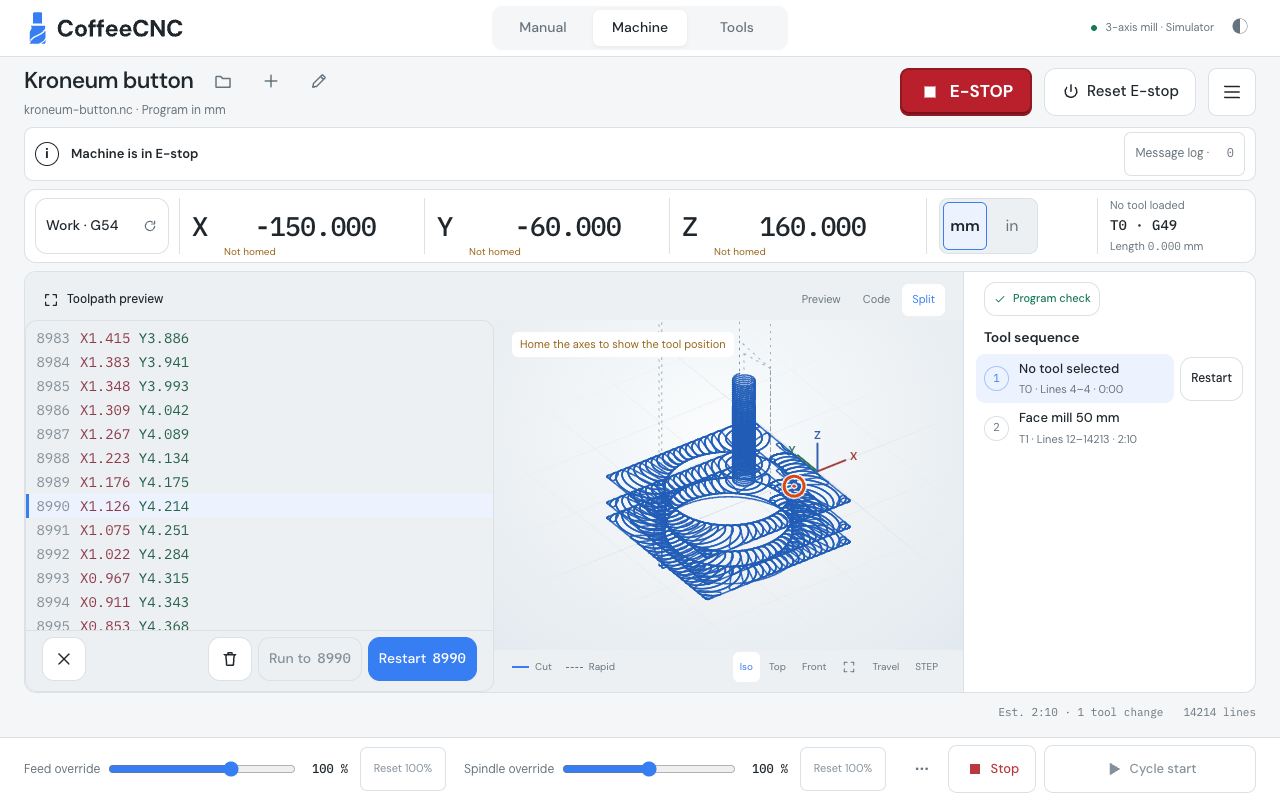 CoffeeCNC
Manual Machine Tools
3-axis mill · Simulator
Kroneum button
kroneum-button.nc · Program in mm
E-STOP
Reset E-stop
i Machine is in E-stop
Message log · 0
Work · G54
X -150.000
Not homed
Y -60.000
Not homed
Z 160.000
Not homed
mm in
No tool loaded
T0 · G49
Length 0.000 mm
Toolpath preview
Preview Code Split
8983 X1.415 Y3.886
8984 X1.383 Y3.941
8985 X1.348 Y3.993
8986 X1.309 Y4.042
8987 X1.267 Y4.089
8988 X1.223 Y4.134
8989 X1.176 Y4.175
8990 X1.126 Y4.214
8991 X1.075 Y4.251
8992 X1.022 Y4.284
8993 X0.967 Y4.315
8994 X0.911 Y4.343
8995 X0.853 Y4.368
Run to 8990
Restart 8990
Home the axes to show the tool position
Z
Y
X
Cut Rapid
Iso Top Front Travel STEP
Program check
Tool sequence
1 No tool selected
T0 · Lines 4–4 · 0:00
Restart
2 Face mill 50 mm
T1 · Lines 12–14213 · 2:10
Est. 2:10 · 1 tool change 14214 lines
Feed override 100 % Reset 100%
Spindle override 100 % Reset 100%
Stop
Cycle start